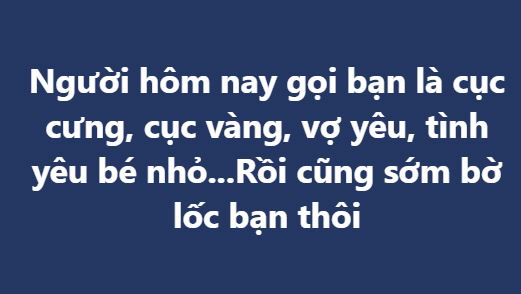 Người hôm nay gọi bạn là cục
cưng, cục vàng, vợ yêu, tình
yêu bé nhỏ...Rồi cũng sớm bờ
lốc bạn thôi